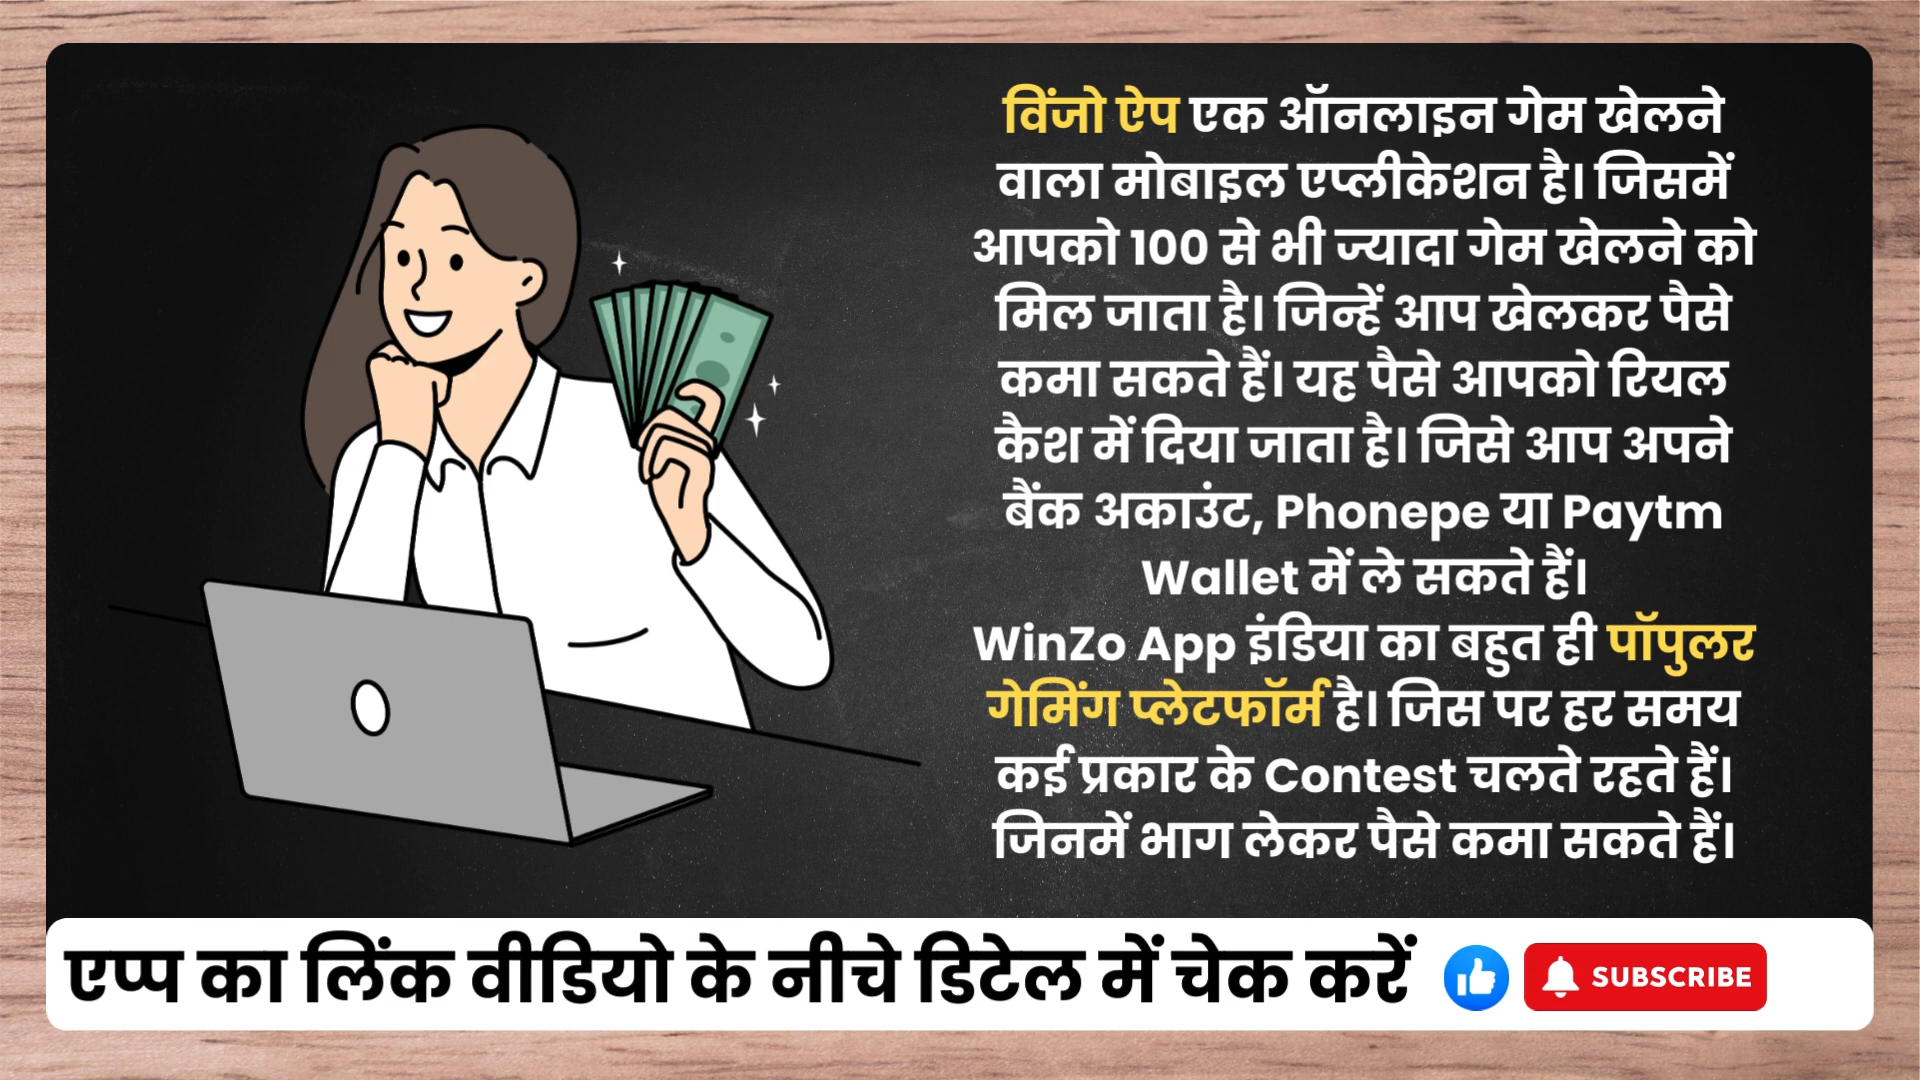 विंजो ऐप एक ऑनलाइन गेम खेलने
वाला मोबाइल एप्लीकेशन है। जिसमें
आपको 100 से भी ज्यादा गेम खेलने को
मिल जाता है। जिन्हें आप खेलकर पैसे
कमा सकते हैं। यह पैसे आपको रियल
कैश में दिया जाता है। जिसे आप अपने
बैंक अकाउंट, Phonepe या Paytm
Wallet में ले सकते हैं।
WinZo App इंडिया का बहुत ही पॉपुलर
गेमिंग प्लेटफॉर्म है। जिस पर हर समय
कई प्रकार के Contest चलते रहते हैं।
जिनमें भाग लेकर पैसे कमा सकते हैं।
एप्प का लिंक वीडियो के नीचे डिटेल में चेक करें
SUBSCRIBE